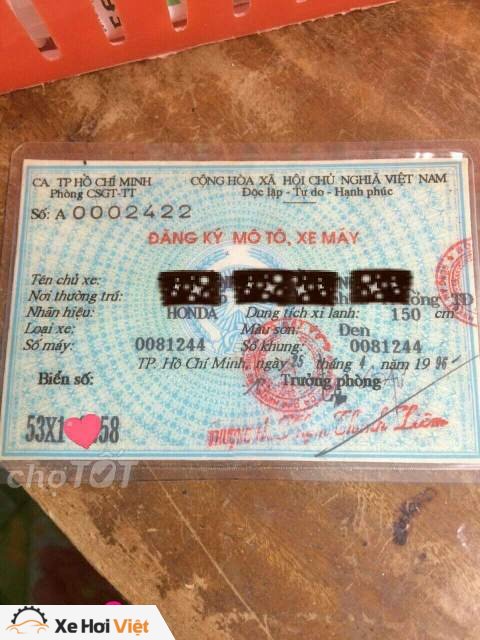 CA TP HỒ CHÍ MINH
Phòng CSGT-TT
CỘNG HÒA XÃ HỘI CHỦ NGHĨA VIỆT NAM
Độc lập - Tự do - Hạnh phúc
Số: A 0002422
ĐĂNG KÝ MÔ TÔ, XE MÁY
Tên chủ xe:
Nơi thường trú: TĐ
Nhãn hiệu: HONDA Dung tích xi lanh: 150 cm³
Loại xe: Màu sơn: Đen
Số máy: 0081244 Số khung: 0081244
TP. Hồ Chí Minh, ngày 25 tháng 4, năm 1996
Biển số: Trưởng phòng
53X1 58
choTỐT
Xe Hơi Việt